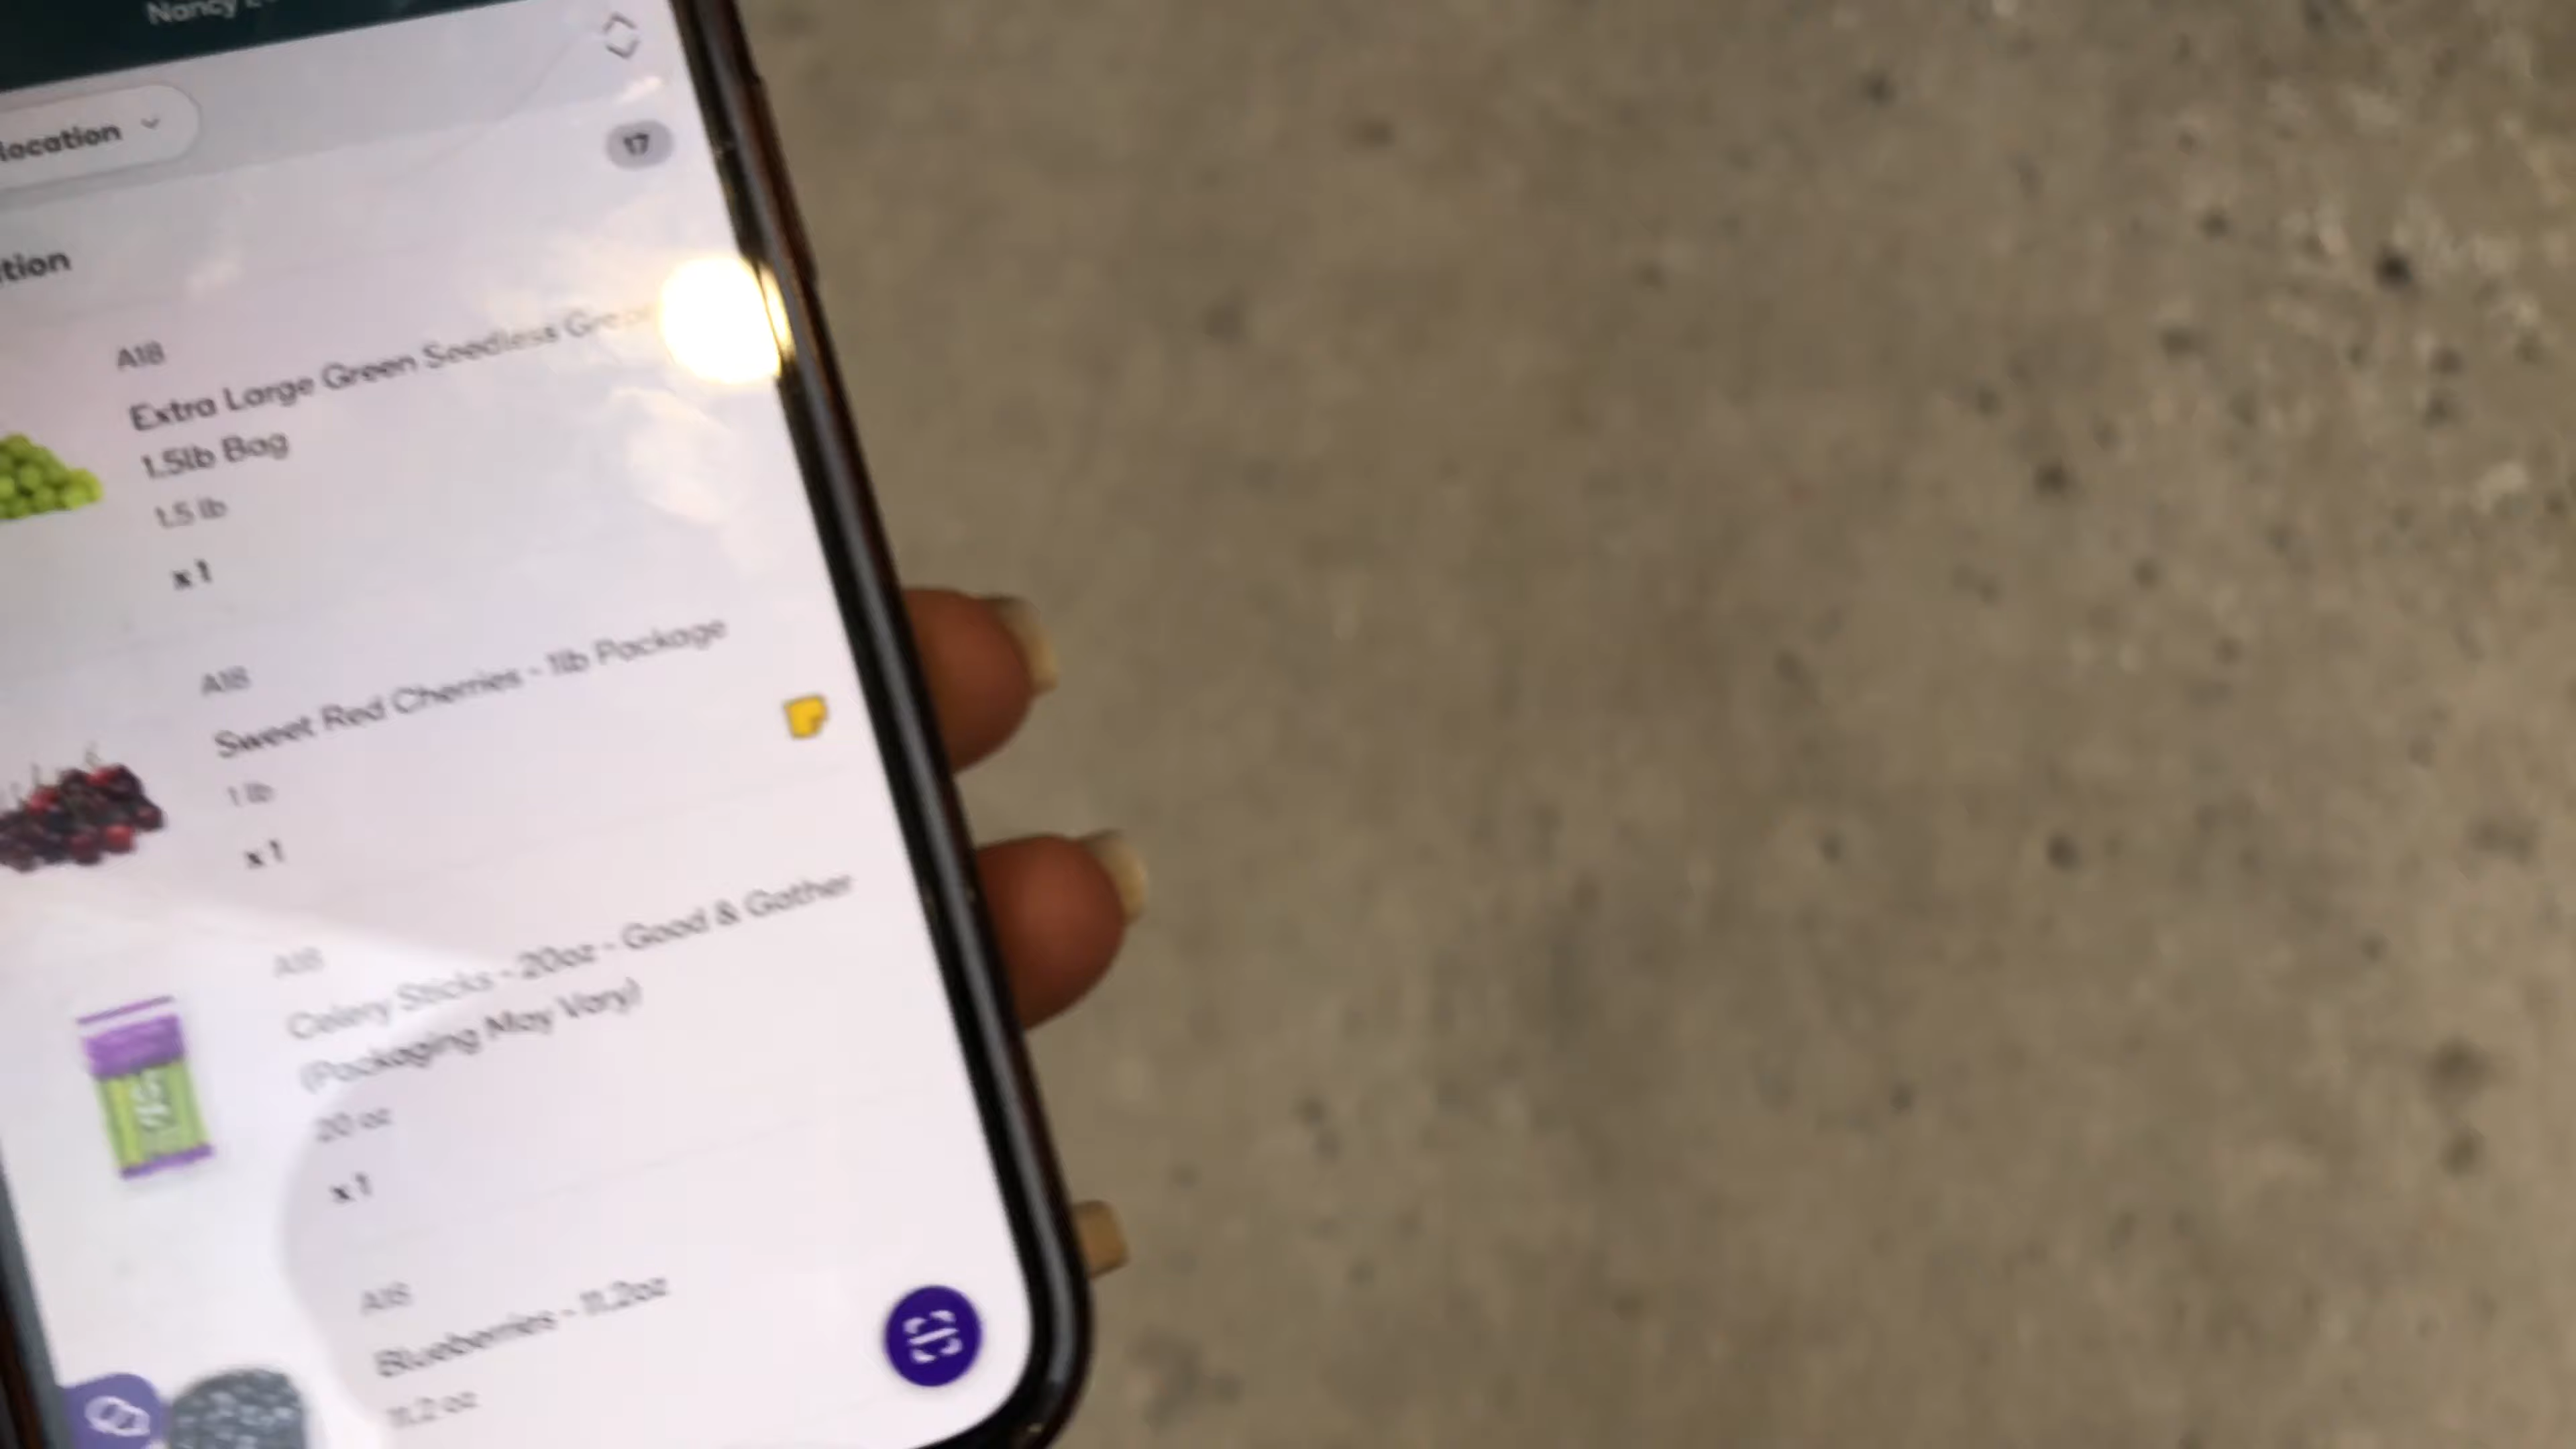 Nancy
location
17
tion
A18
Extra Large Green Seedless
1.5lb Bag
1.5 lb
x 1
A18
Sweet Red Cherries - 1lb Package
1 lb
x 1
A18
Celery Sticks - 20oz - Good & Gather
(Packaging May Vary)
20 oz
x 1
A18
Blueberries - 11.2oz
11.2 oz